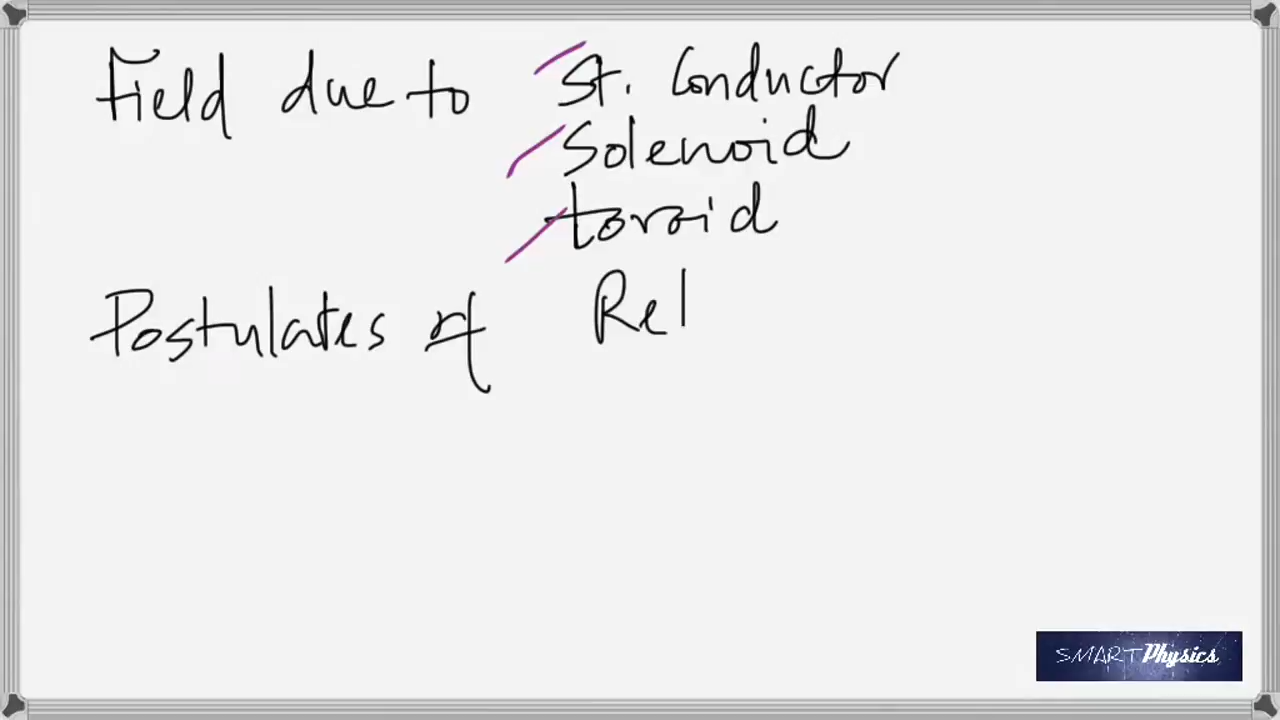 Field due to St. Conductor
Solenoid
toroid
Postulates of Rel
SMART Physics